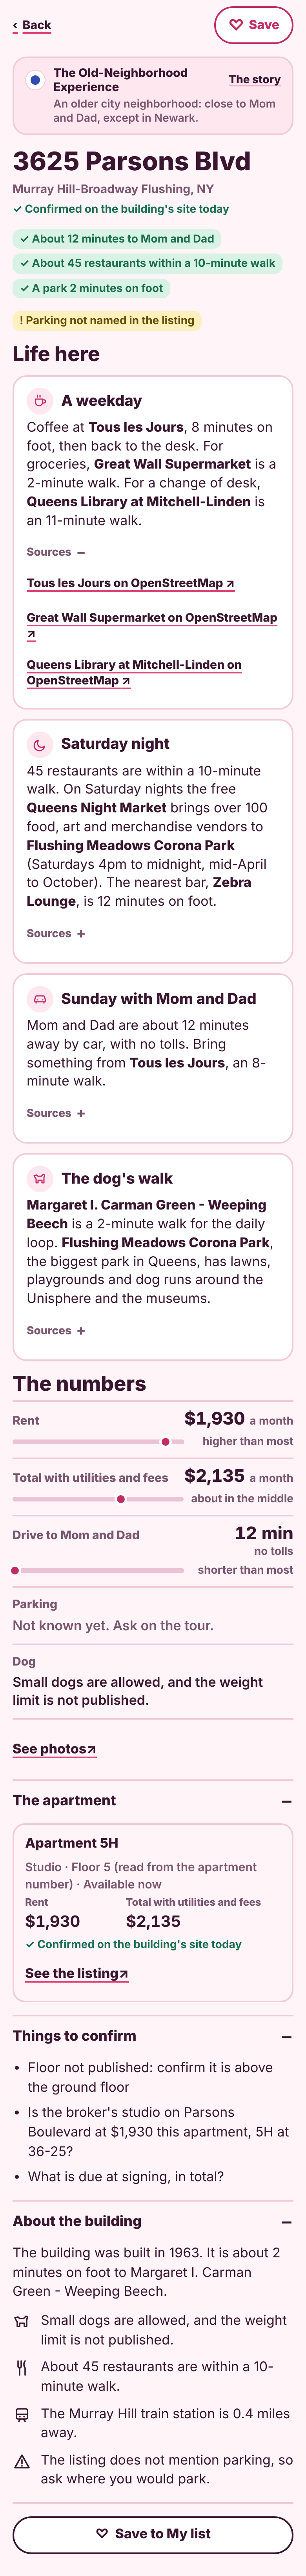 ‹ Back
Save
The Old-Neighborhood
Experience
The story
An older city neighborhood: close to Mom
and Dad, except in Newark.
3625 Parsons Blvd
Murray Hill-Broadway Flushing, NY
✓ Confirmed on the building's site today
✓ About 12 minutes to Mom and Dad
✓ About 45 restaurants within a 10-minute walk
✓ A park 2 minutes on foot
! Parking not named in the listing
Life here
A weekday
Coffee at Tous les Jours, 8 minutes on
foot, then back to the desk. For
groceries, Great Wall Supermarket is a
2-minute walk. For a change of desk,
Queens Library at Mitchell-Linden is
an 11-minute walk.
Sources –
Tous les Jours on OpenStreetMap ↗
Great Wall Supermarket on OpenStreetMap
↗
Queens Library at Mitchell-Linden on
OpenStreetMap ↗
Saturday night
45 restaurants are within a 10-minute
walk. On Saturday nights the free
Queens Night Market brings over 100
food, art and merchandise vendors to
Flushing Meadows Corona Park
(Saturdays 4pm to midnight, mid-April
to October). The nearest bar, Zebra
Lounge, is 12 minutes on foot.
Sources +
Sunday with Mom and Dad
Mom and Dad are about 12 minutes
away by car, with no tolls. Bring
something from Tous les Jours, an 8-
minute walk.
Sources +
The dog's walk
Margaret I. Carman Green - Weeping
Beech is a 2-minute walk for the daily
loop. Flushing Meadows Corona Park,
the biggest park in Queens, has lawns,
playgrounds and dog runs around the
Unisphere and the museums.
Sources +
The numbers
Rent
$1,930 a month
higher than most
Total with utilities and fees
$2,135 a month
about in the middle
Drive to Mom and Dad
12 min
no tolls
shorter than most
Parking
Not known yet. Ask on the tour.
Dog
Small dogs are allowed, and the weight
limit is not published.
See photos↗
The apartment –
Apartment 5H
Studio · Floor 5 (read from the apartment
number) · Available now
Rent
Total with utilities and fees
$1,930
$2,135
✓ Confirmed on the building's site today
See the listing↗
Things to confirm –
• Floor not published: confirm it is above
the ground floor
• Is the broker's studio on Parsons
Boulevard at $1,930 this apartment, 5H at
36-25?
• What is due at signing, in total?
About the building –
The building was built in 1963. It is about 2
minutes on foot to Margaret I. Carman
Green - Weeping Beech.
Small dogs are allowed, and the weight
limit is not published.
About 45 restaurants are within a 10-
minute walk.
The Murray Hill train station is 0.4 miles
away.
The listing does not mention parking, so
ask where you would park.
Save to My list